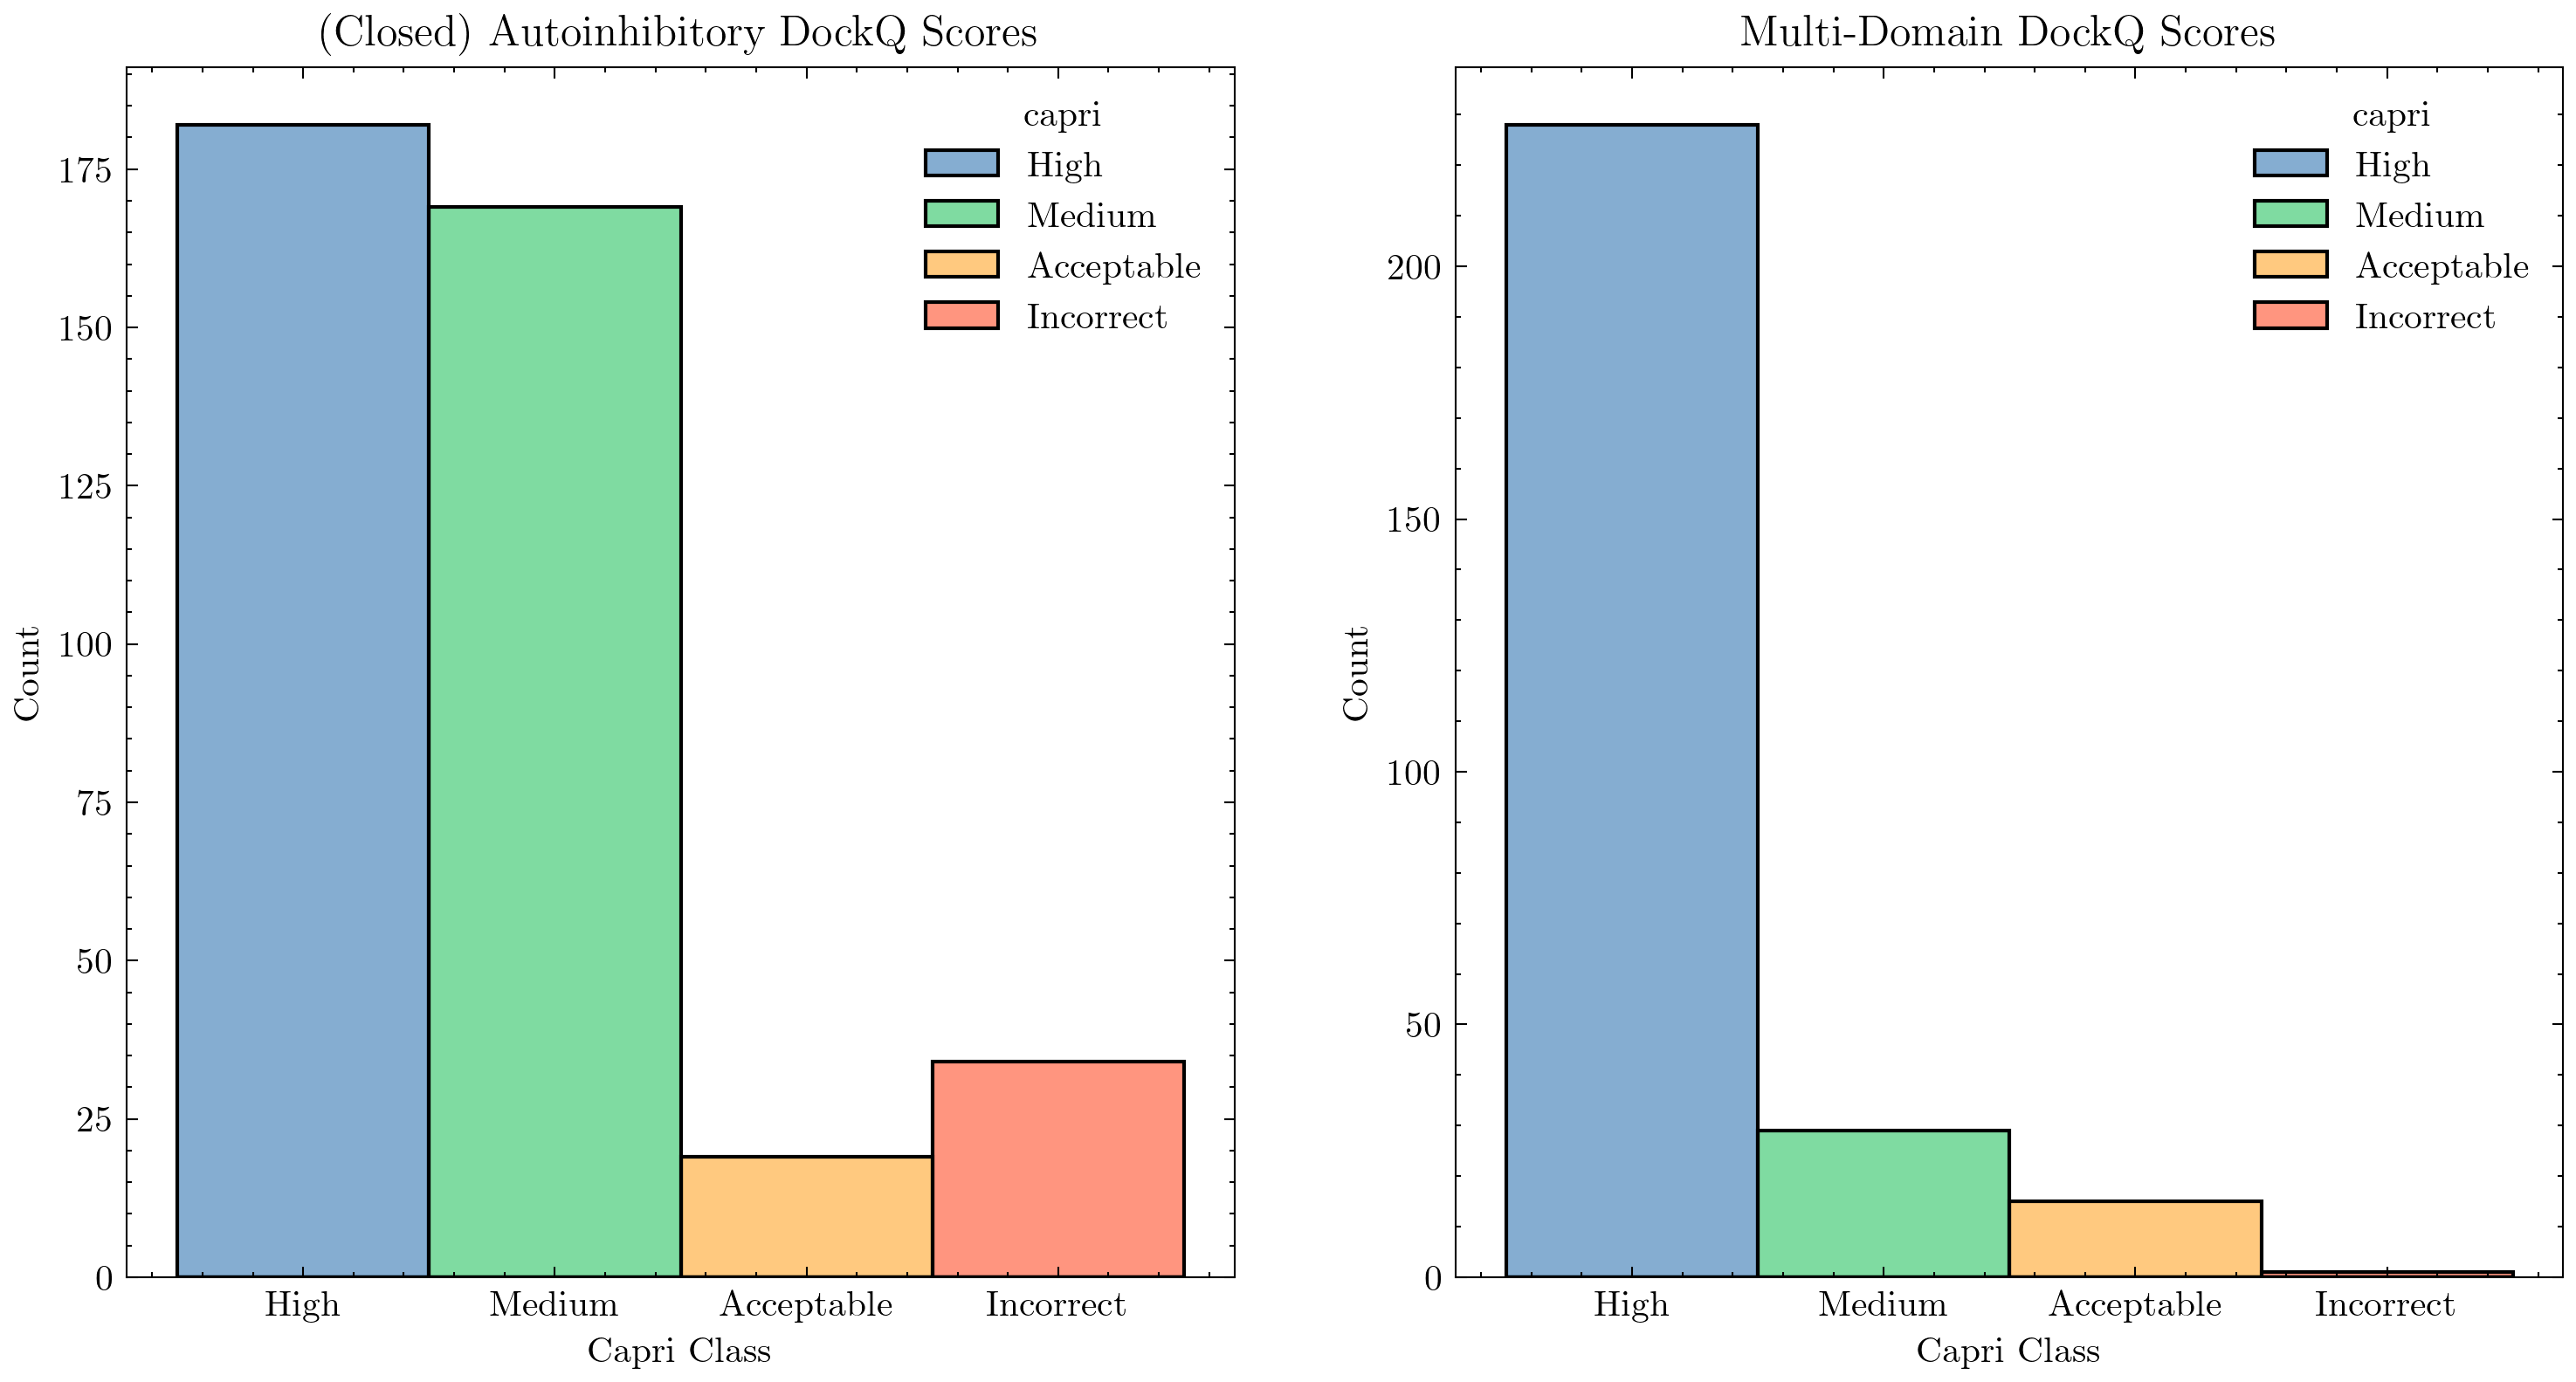 (Closed) Autoinhibitory DockQ Scores
Count
175
150
125
100
75
50
25
0
High Medium Acceptable Incorrect
Capri Class
capri
High
Medium
Acceptable
Incorrect
Multi-Domain DockQ Scores
Count
200
150
100
50
0
High Medium Acceptable Incorrect
Capri Class
capri
High
Medium
Acceptable
Incorrect